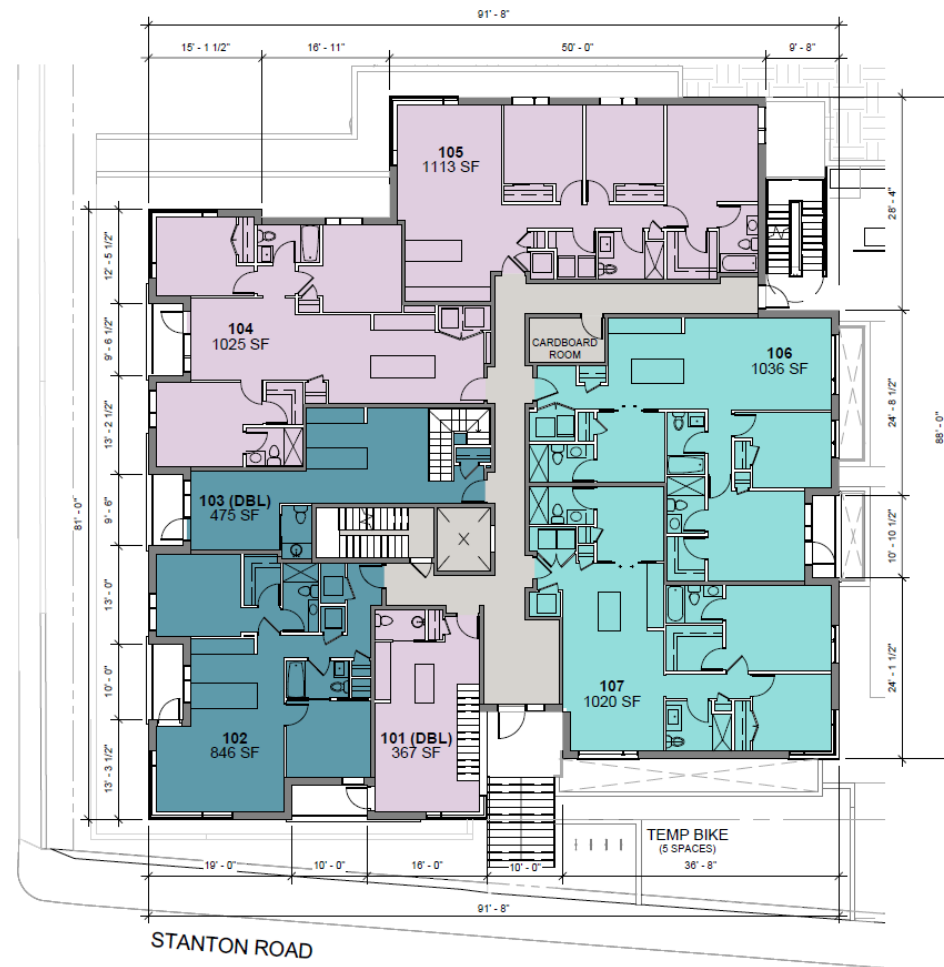 91' - 8"
15' - 1 1/2"
16' - 11"
50' - 0"
9' - 8"
105
1113 SF
28' - 4"
12' - 5 1/2"
104
1025 SF
9' - 6 1/2"
CARDBOARD
ROOM
106
1036 SF
24' - 8 1/2"
13' - 2 1/2"
88' - 0"
81' - 0"
9' - 6"
103 (DBL)
475 SF
10' - 10 1/2"
13' - 0"
10' - 0"
24' - 1 1/2"
107
1020 SF
102
846 SF
101 (DBL)
367 SF
13' - 3 1/2"
TEMP BIKE
(5 SPACES)
19' - 0"
10' - 0"
16' - 0"
10' - 0"
36' - 8"
91' - 8"
STANTON ROAD